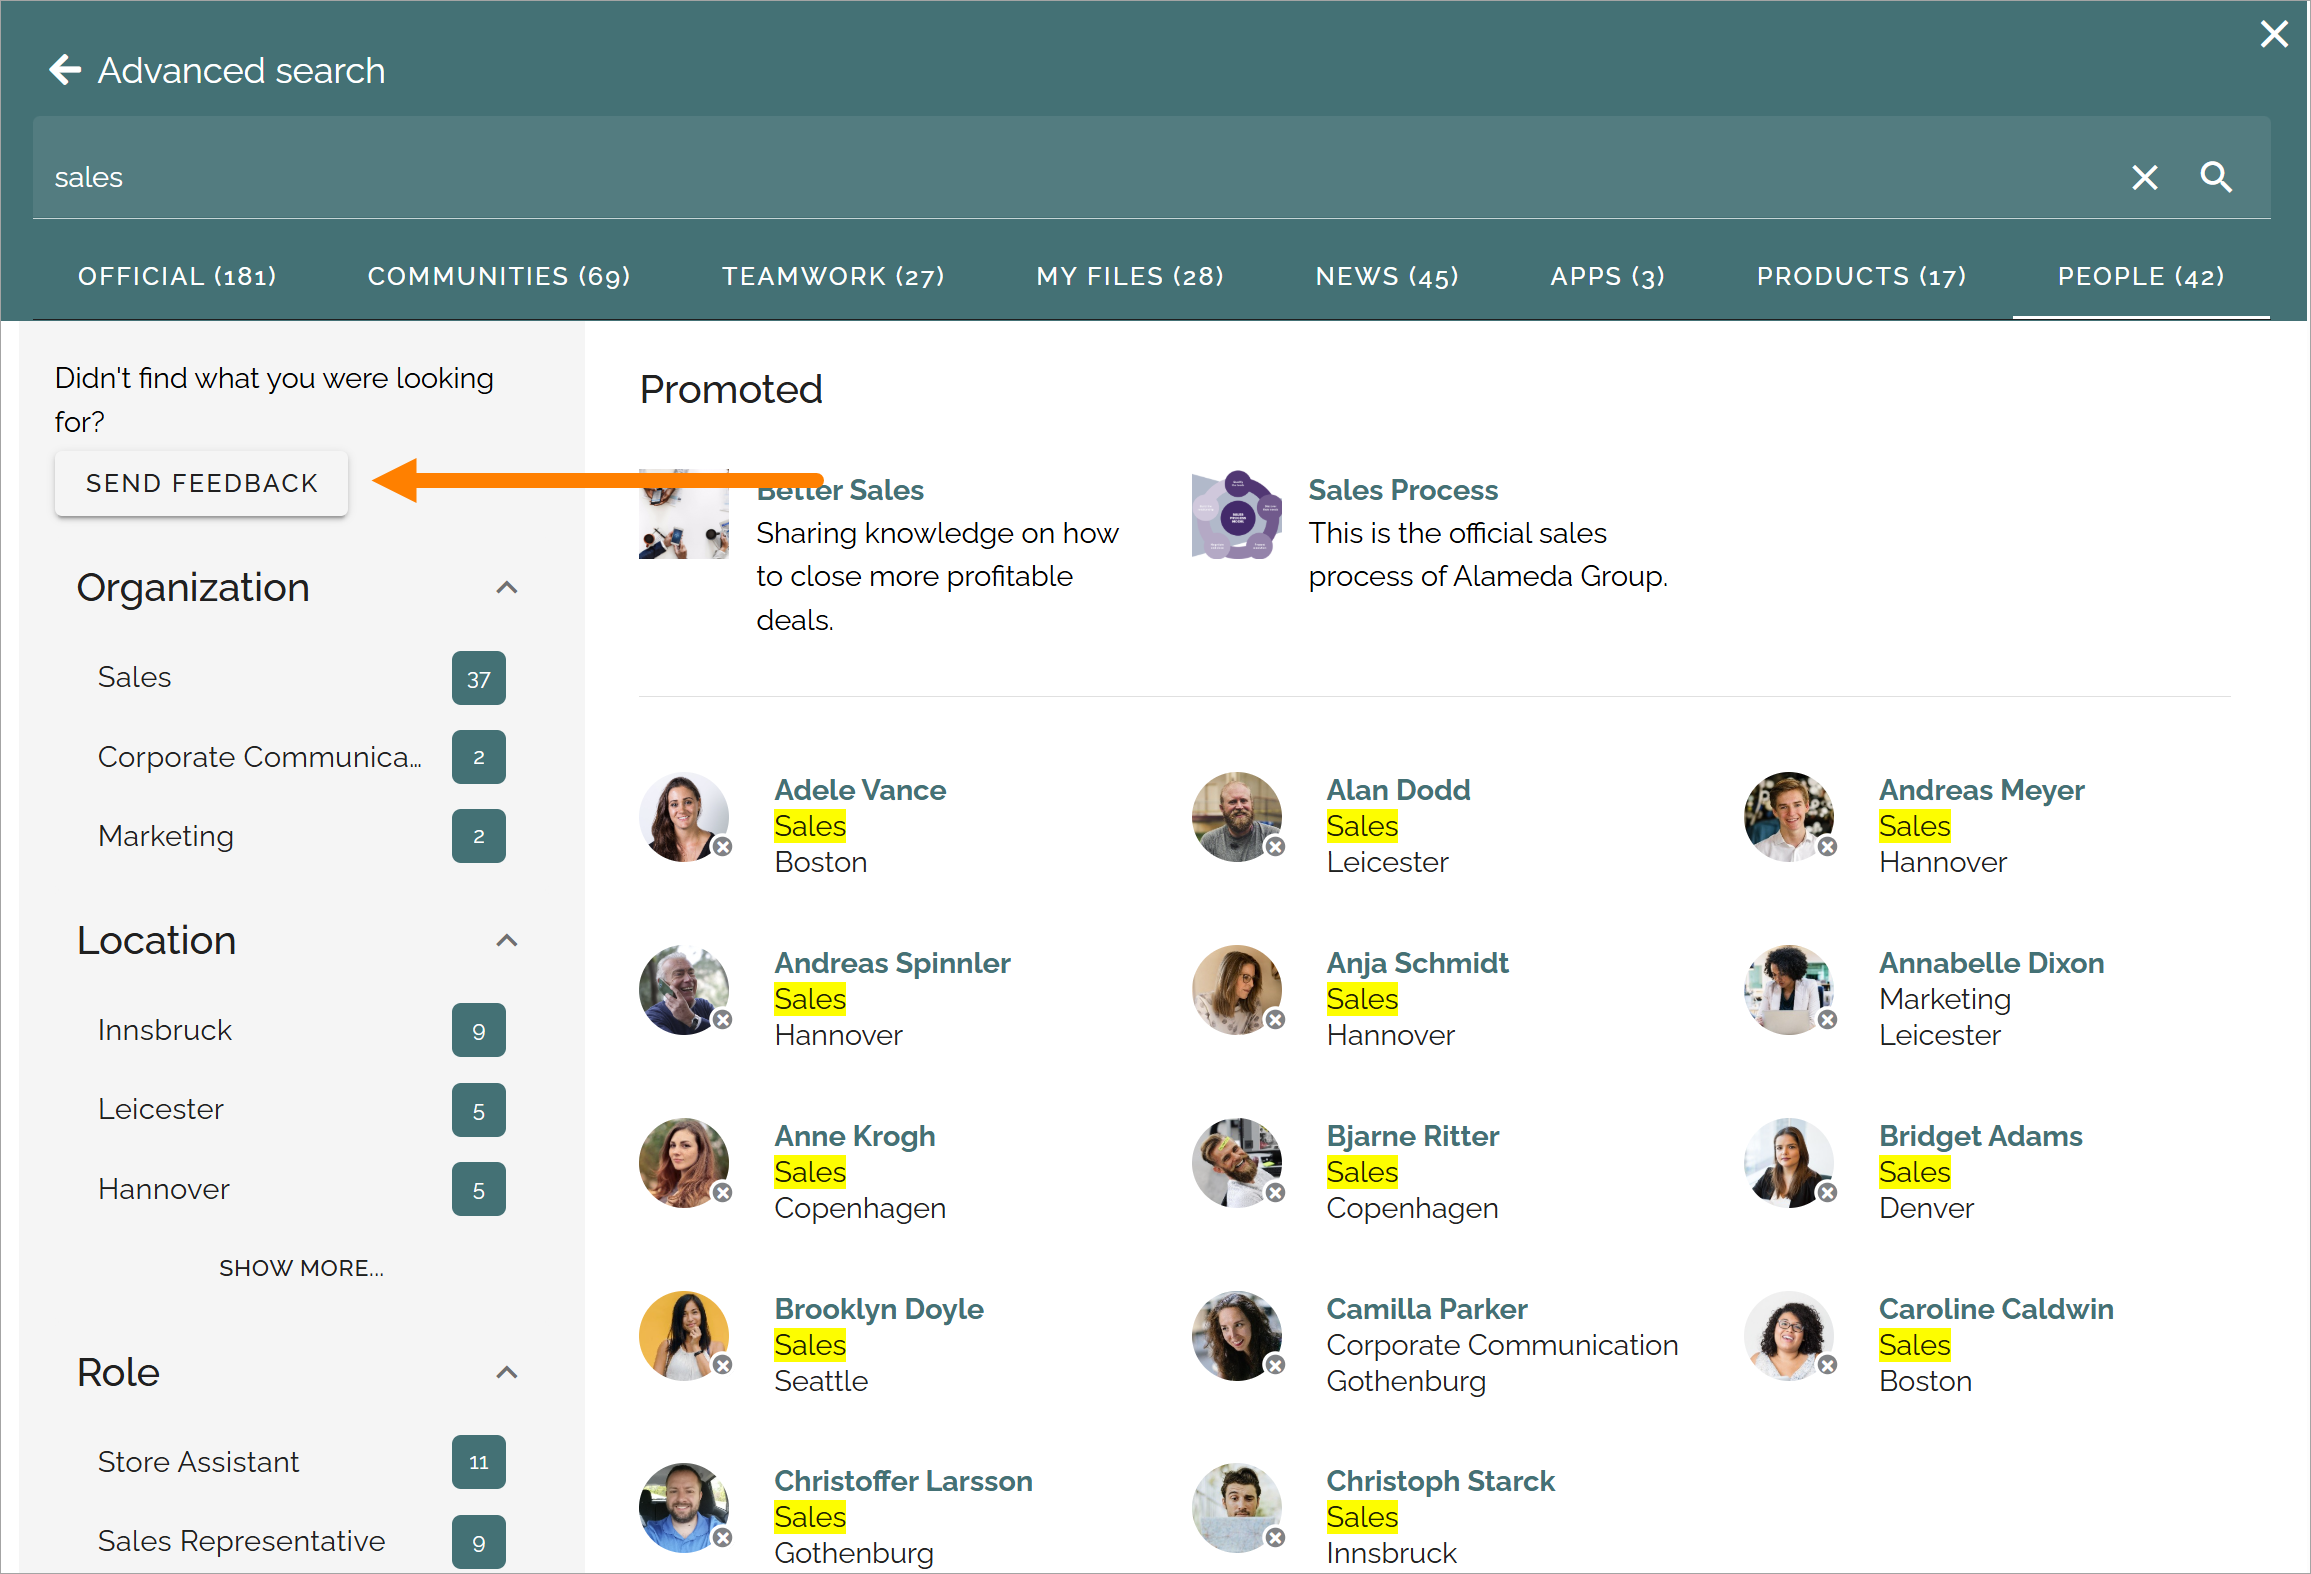 Advanced search
sales
OFFICIAL (181)
COMMUNITIES (69)
TEAMWORK (27)
MY FILES (28)
NEWS (45)
APPS (3)
PRODUCTS (17)
PEOPLE (42)
Didn't find what you were looking
for?
SEND FEEDBACK
Organization
Sales
37
Corporate Communica...
2
Marketing
2
Location
Innsbruck
9
Leicester
5
Hannover
5
SHOW MORE...
Role
Store Assistant
11
Sales Representative
9
Promoted
Better Sales
Sharing knowledge on how
to close more profitable
deals.
Sales Process
This is the official sales
process of Alameda Group.
Adele Vance
Sales
Boston
Alan Dodd
Sales
Leicester
Andreas Meyer
Sales
Hannover
Andreas Spinnler
Sales
Hannover
Anja Schmidt
Sales
Hannover
Annabelle Dixon
Marketing
Leicester
Anne Krogh
Sales
Copenhagen
Bjarne Ritter
Sales
Copenhagen
Bridget Adams
Sales
Denver
Brooklyn Doyle
Sales
Seattle
Camilla Parker
Corporate Communication
Gothenburg
Caroline Caldwin
Sales
Boston
Christoffer Larsson
Sales
Gothenburg
Christoph Starck
Sales
Innsbruck